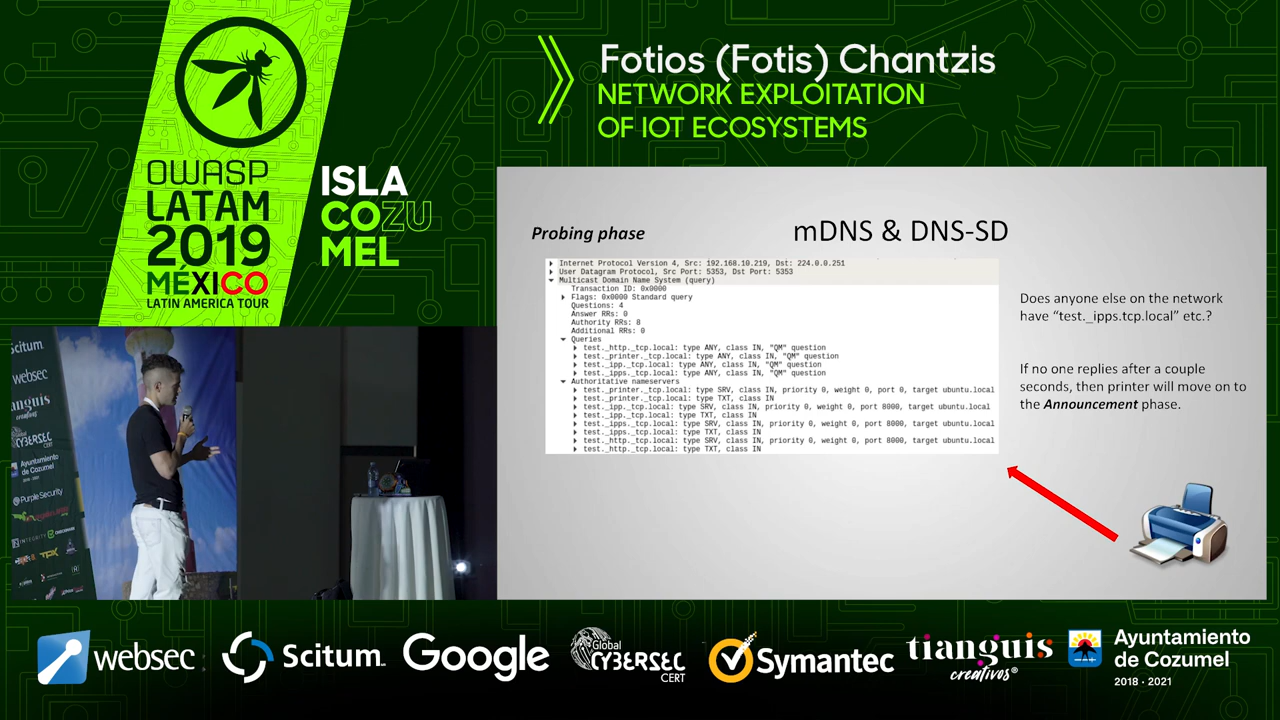 OWASP
LATAM
2019
MÉXICO
LATIN AMERICA TOUR
ISLA
COZU
MEL
Fotios (Fotis) Chantzis
NETWORK EXPLOITATION
OF IOT ECOSYSTEMS
Probing phase
mDNS & DNS-SD
Internet Protocol Version 4, Src: 192.168.10.219, Dst: 224.0.0.251
User Datagram Protocol, Src Port: 5353, Dst Port: 5353
Multicast Domain Name System (query)
Transaction ID: 0x0000
Flags: 0x0000 Standard query
Questions: 4
Answer RRs: 0
Authority RRs: 8
Additional RRs: 0
Queries
test._http._tcp.local: type ANY, class IN, "QM" question
test._printer._tcp.local: type ANY, class IN, "QM" question
test._ipp._tcp.local: type ANY, class IN, "QM" question
test._ipps._tcp.local: type ANY, class IN, "QM" question
Authoritative nameservers
test._printer._tcp.local: type SRV, class IN, priority 0, weight 0, port 0, target ubuntu.local
test._printer._tcp.local: type TXT, class IN
test._ipp._tcp.local: type SRV, class IN, priority 0, weight 0, port 8000, target ubuntu.local
test._ipp._tcp.local: type TXT, class IN
test._ipps._tcp.local: type SRV, class IN, priority 0, weight 0, port 8000, target ubuntu.local
test._ipps._tcp.local: type TXT, class IN
test._http._tcp.local: type SRV, class IN, priority 0, weight 0, port 8000, target ubuntu.local
test._http._tcp.local: type TXT, class IN
Does anyone else on the network
have “test._ipps.tcp.local” etc.?
If no one replies after a couple
seconds, then printer will move on to
the Announcement phase.
Scitum
websec
CYBERSEC
CERT
Ayuntamiento
de Cozumel
Purple Security
INTEGRITY
websec
Scitum
Google
Global
CYBERSEC
CERT
Symantec
tianguis
creativos®
Ayuntamiento
de Cozumel
2018 · 2021